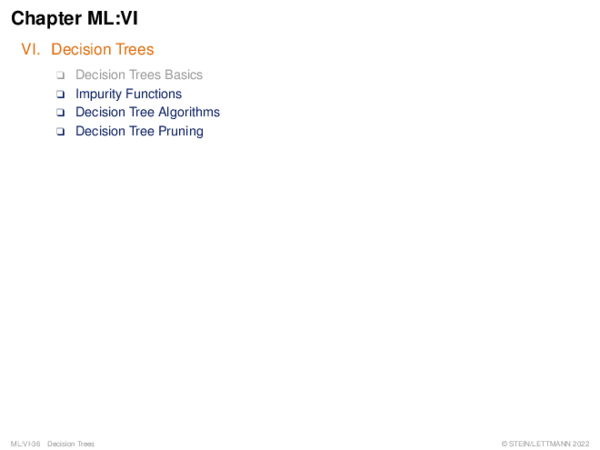 Chapter ML:VI
VI. Decision Trees
❏ Decision Trees Basics
❏ Impurity Functions
❏ Decision Tree Algorithms
❏ Decision Tree Pruning
ML:VI-36 Decision Trees © STEIN/LETTMANN 2022